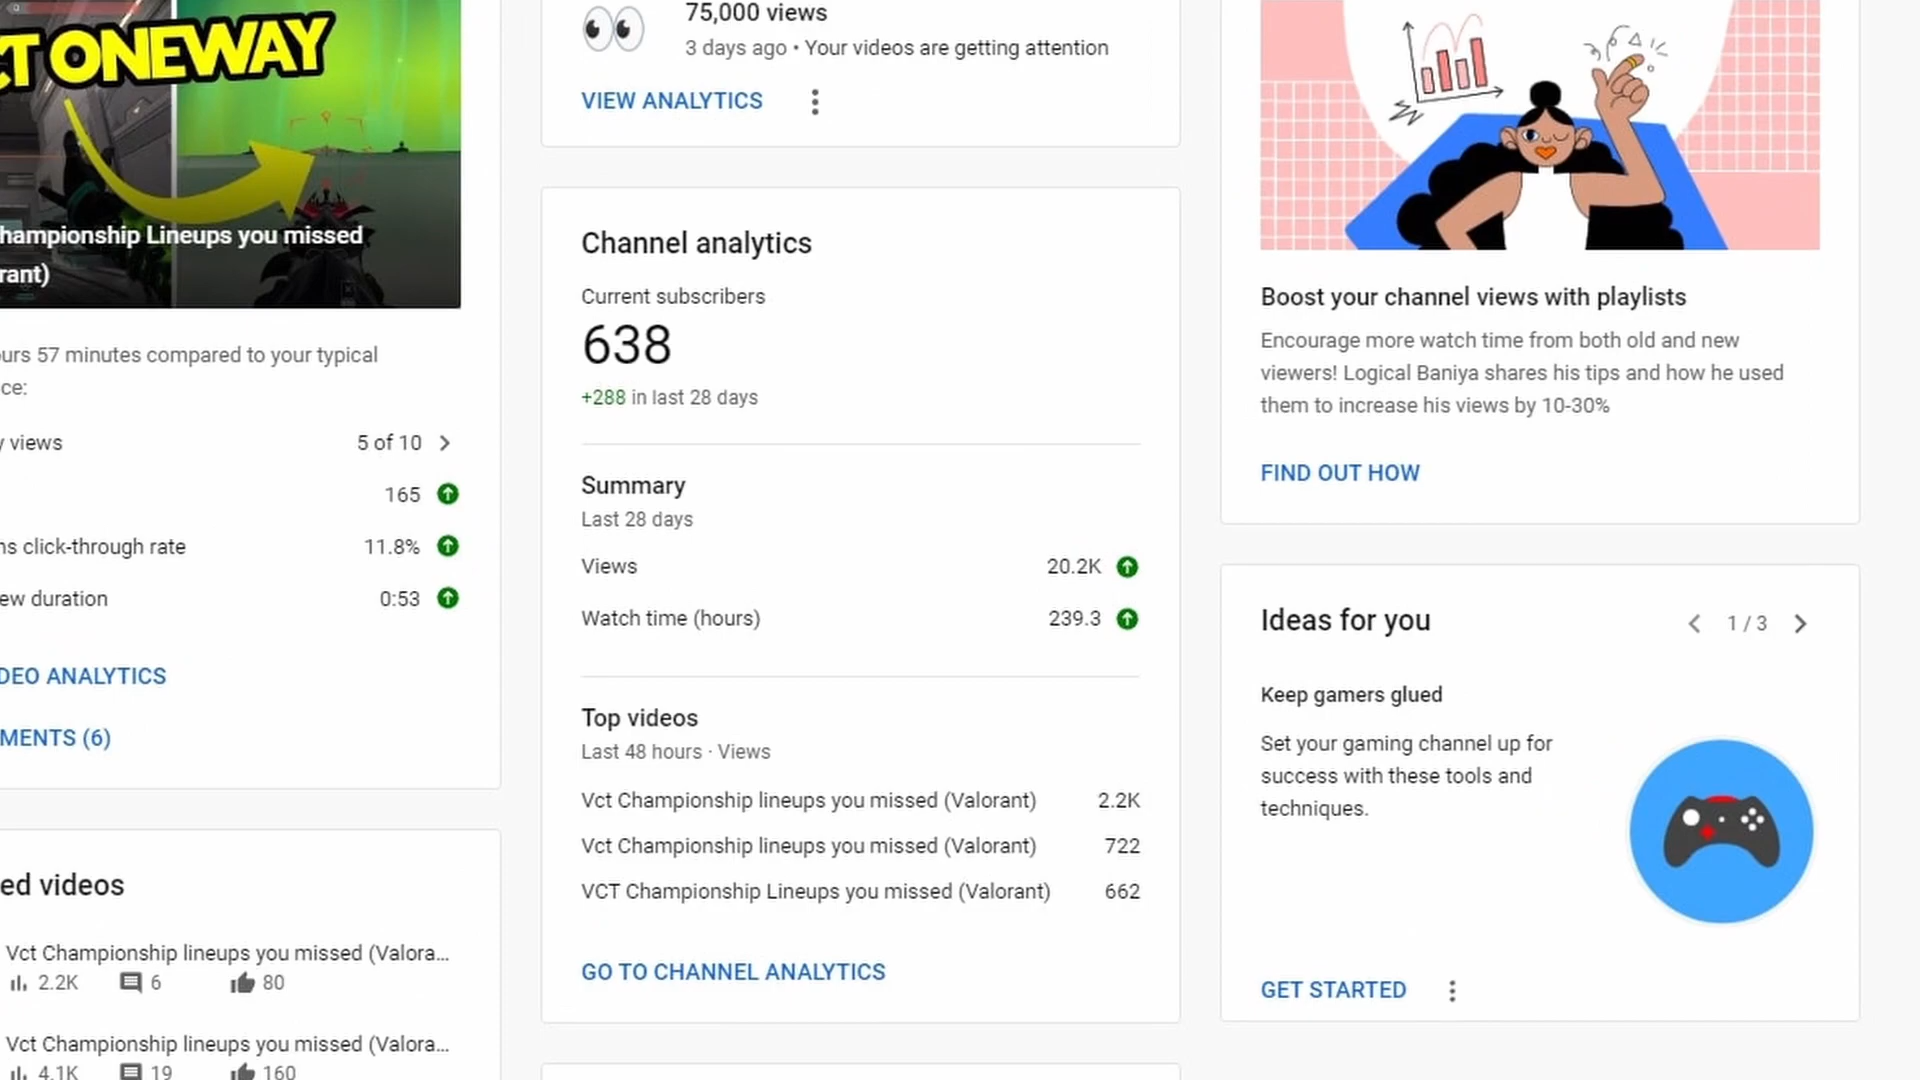 CT ONEWAY
hampionship Lineups you missed
rant)
urs 57 minutes compared to your typical
ce:
y views
5 of 10
165
ns click-through rate
11.8%
ew duration
0:53
DEO ANALYTICS
MENTS (6)
ed videos
Vct Championship lineups you missed (Valora...
2.2K
6
80
Vct Championship lineups you missed (Valora...
4.1K
19
160
75,000 views
3 days ago • Your videos are getting attention
VIEW ANALYTICS
Channel analytics
Current subscribers
638
+288 in last 28 days
Summary
Last 28 days
Views
20.2K
Watch time (hours)
239.3
Top videos
Last 48 hours · Views
Vct Championship lineups you missed (Valorant)
2.2K
Vct Championship lineups you missed (Valorant)
722
VCT Championship Lineups you missed (Valorant)
662
GO TO CHANNEL ANALYTICS
Boost your channel views with playlists
Encourage more watch time from both old and new
viewers! Logical Baniya shares his tips and how he used
them to increase his views by 10-30%
FIND OUT HOW
Ideas for you
1 / 3
Keep gamers glued
Set your gaming channel up for
success with these tools and
techniques.
GET STARTED